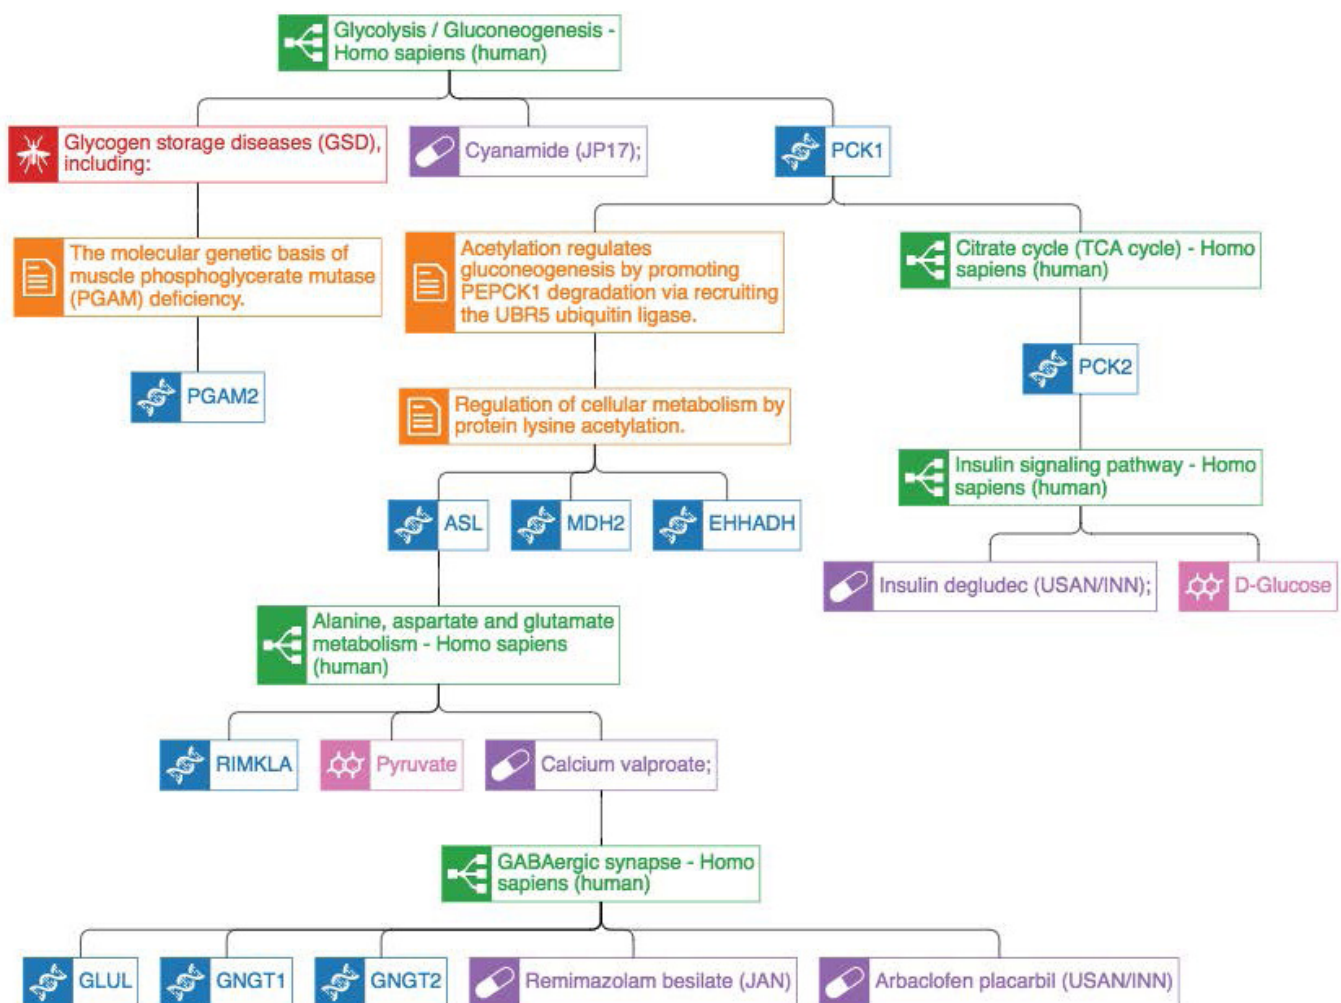 Glycolysis / Gluconeogenesis -
Homo sapiens (human)
Glycogen storage diseases (GSD),
including:
Cyanamide (JP17);
PCK1
The molecular genetic basis of
muscle phosphoglycerate mutase
(PGAM) deficiency.
Acetylation regulates
gluconeogenesis by promoting
PEPCK1 degradation via recruiting
the UBR5 ubiquitin ligase.
Citrate cycle (TCA cycle) - Homo
sapiens (human)
PGAM2
PCK2
Regulation of cellular metabolism by
protein lysine acetylation.
Insulin signaling pathway - Homo
sapiens (human)
ASL
MDH2
EHHADH
Insulin degludec (USAN/INN);
D-Glucose
Alanine, aspartate and glutamate
metabolism - Homo sapiens
(human)
RIMKLA
Pyruvate
Calcium valproate;
GABAergic synapse - Homo
sapiens (human)
GLUL
GNGT1
GNGT2
Remimazolam besilate (JAN)
Arbaclofen placarbil (USAN/INN)